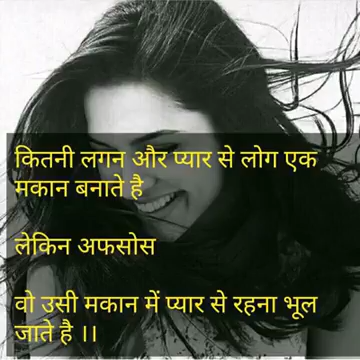 कितनी लगन और प्यार से लोग एक
मकान बनाते है
लेकिन अफसोस
वो उसी मकान में प्यार से रहना भूल
जाते है ।।